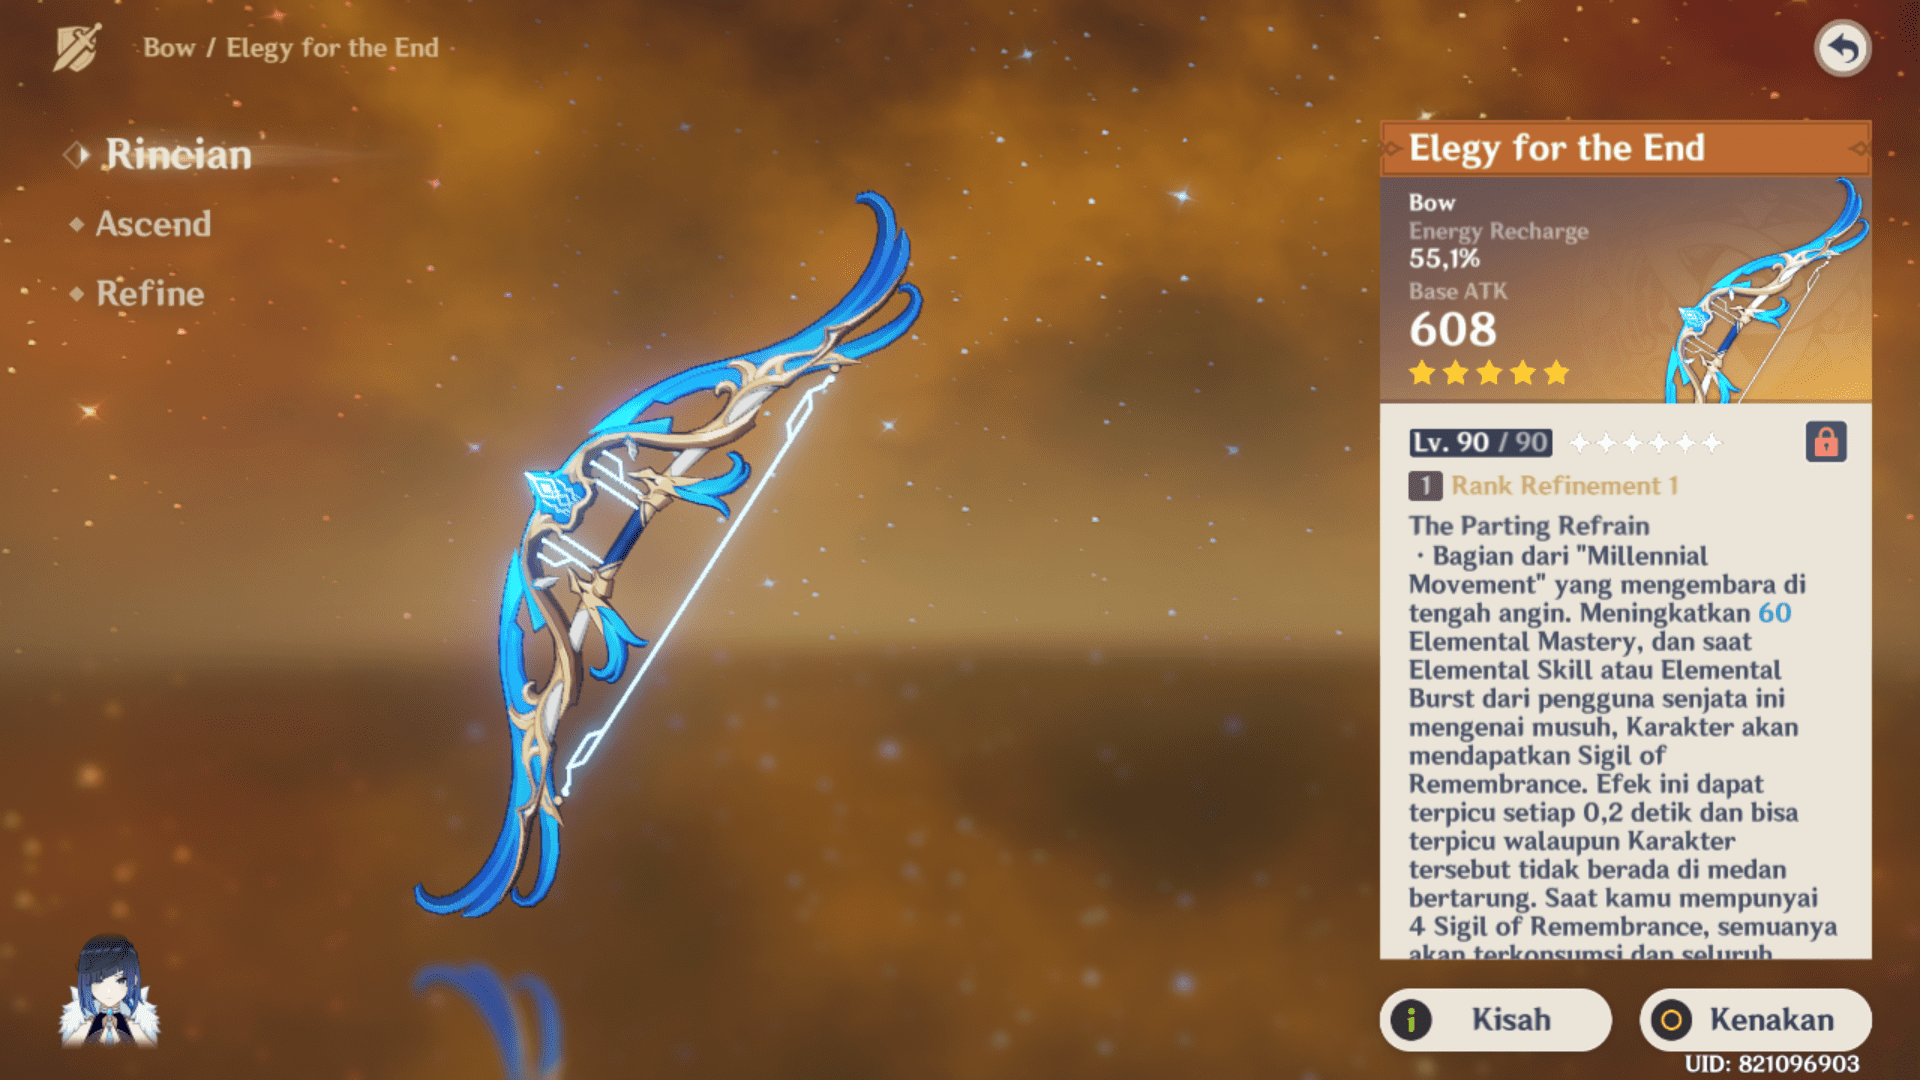 Bow / Elegy for the End
Rincian
Ascend
Refine
Elegy for the End
Bow
Energy Recharge
55,1%
Base ATK
608
Lv. 90 / 90
1 Rank Refinement 1
The Parting Refrain
· Bagian dari "Millennial
Movement" yang mengembara di
tengah angin. Meningkatkan 60
Elemental Mastery, dan saat
Elemental Skill atau Elemental
Burst dari pengguna senjata ini
mengenai musuh, Karakter akan
mendapatkan Sigil of
Remembrance. Efek ini dapat
terpicu setiap 0,2 detik dan bisa
terpicu walaupun Karakter
tersebut tidak berada di medan
bertarung. Saat kamu mempunyai
4 Sigil of Remembrance, semuanya
akan terkonsumsi dan seluruh
Kisah
Kenakan
UID: 821096903